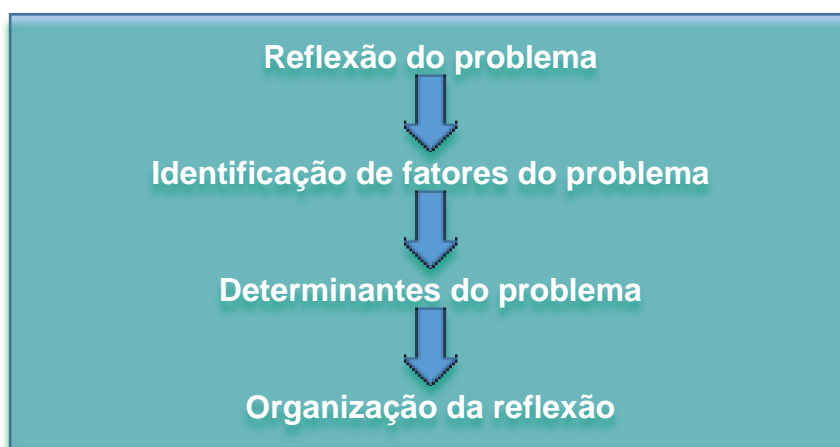 Reflexão do problema
Identificação de fatores do problema
Determinantes do problema
Organização da reflexão